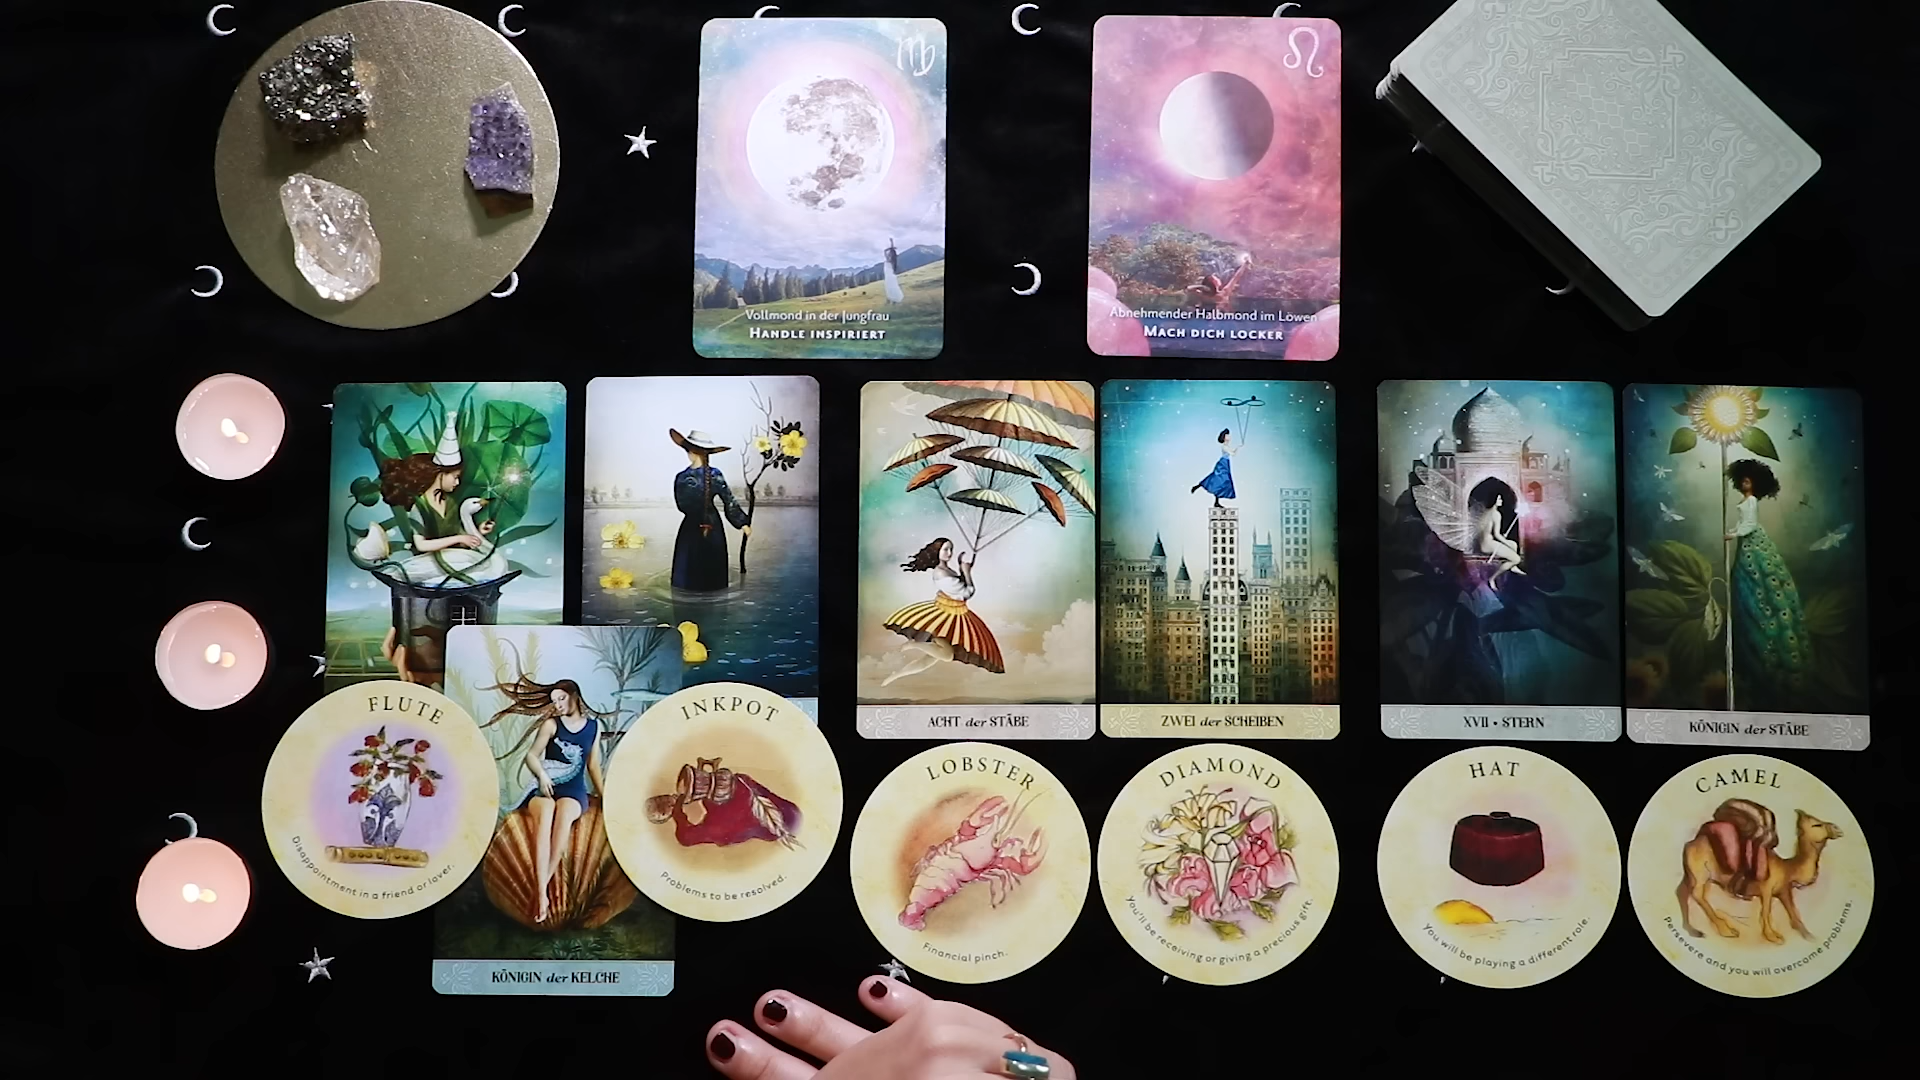 Vollmond in der Jungfrau
HANDLE INSPIRIERT
Abnehmender Halbmond im Löwen
MACH DICH LOCKER
ACHT der STÄBE
ZWEI der SCHEIBEN
XVII • STERN
KÖNIGIN der STÄBE
FLUTE
Disappointment in a friend or lover.
INKPOT
Problems to be resolved.
KÖNIGIN der KELCHE
LOBSTER
Financial pinch.
DIAMOND
You'll be receiving or giving a precious gift.
HAT
You will be playing a different role.
CAMEL
Persevere and you will overcome problems.